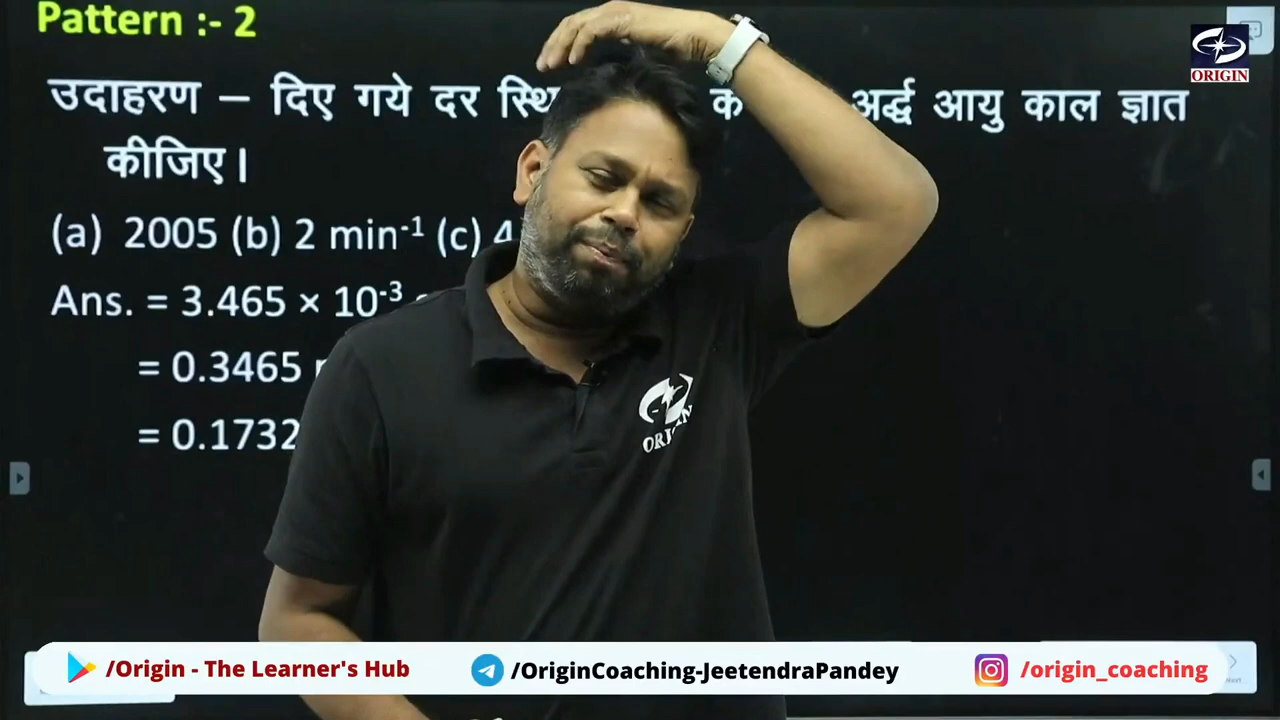 Pattern :- 2
ORIGIN
उदाहरण – दिए गये दर अर्द्ध आयु काल ज्ञात
कीजिए।
(a) 2005 (b) 2 min-1 (c)
Ans. = 3.465 × 10-3
= 0.3465
= 0.1732
ORIGIN
/Origin - The Learner's Hub
/OriginCoaching-JeetendraPandey
/origin_coaching